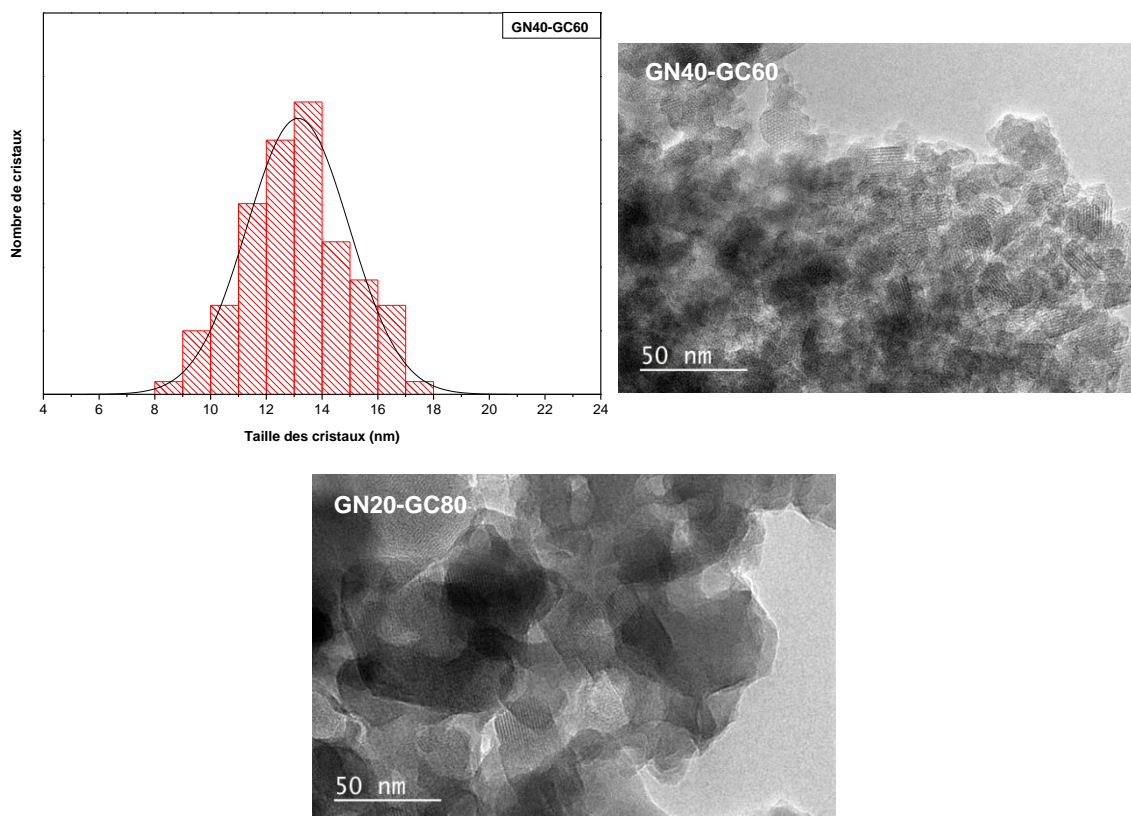 GN40-GC60
Nombre de cristaux
4 6 8 10 12 14 16 18 20 22 24
Taille des cristaux (nm)
GN40-GC60
50 nm
GN20-GC80
50 nm